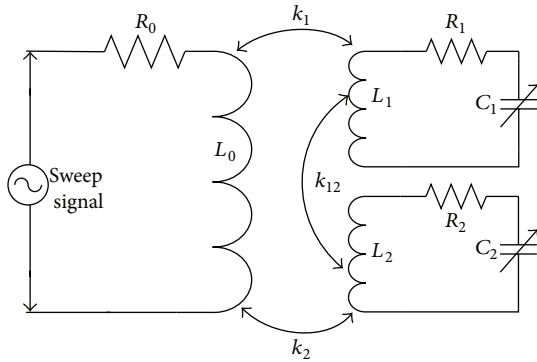 k₁
R₀
R₁
L₁
C₁
L₀
Sweep
signal
k₁₂
R₂
L₂
C₂
k₂